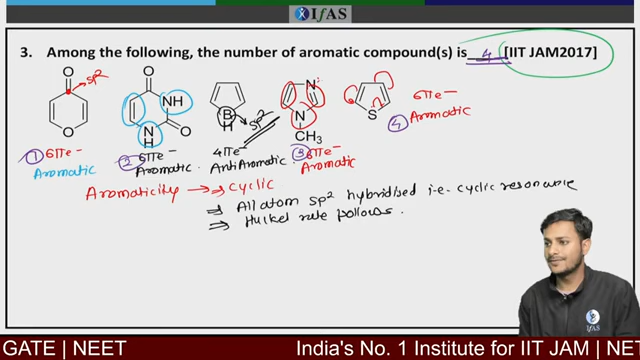 IFAS
3. Among the following, the number of aromatic compound(s) is 4 [IIT JAM2017]
O sp² O
NH
O
N
H
B
H
sp²
N
N
CH3
S
O
6πe⁻
Aromatic
① 6πe⁻
Aromatic
② 6πe⁻
Aromatic
4πe⁻
AntiAromatic
③ 6πe⁻
Aromatic
④
Aromaticity → ⇒ cyclic
⇒ All atom sp² hybridised i.e. cyclic resonable
⇒ Huckel rule follows.
IFAS
GATE | NEET
India's No. 1 Institute for IIT JAM | NET